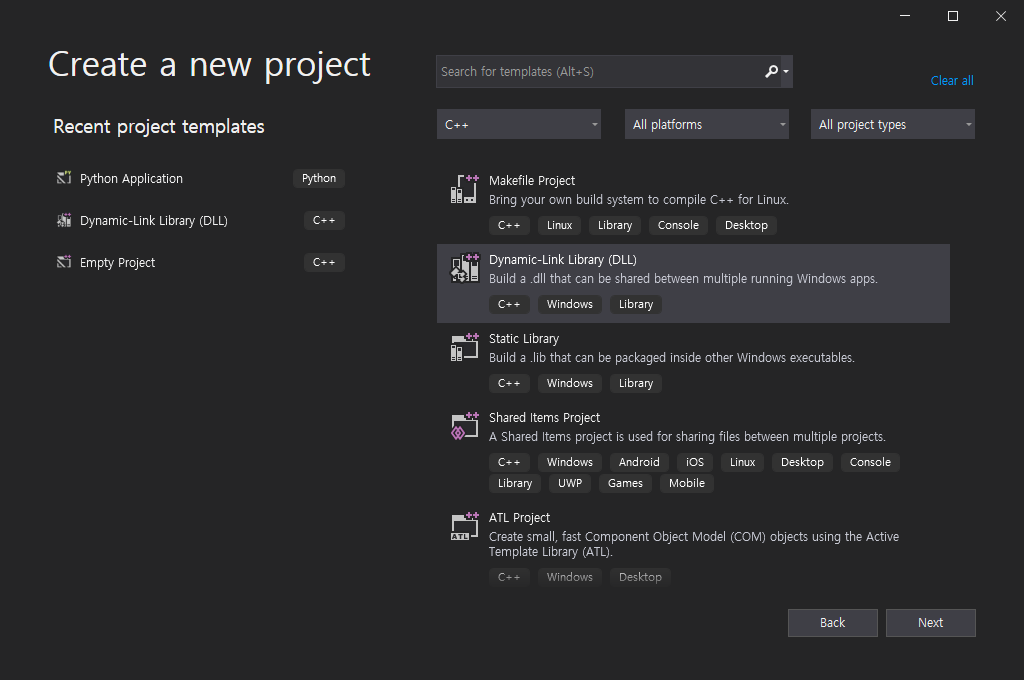 Create a new project
Search for templates (Alt+S)
Clear all
Recent project templates
C++
All platforms
All project types
Python Application
Python
Dynamic-Link Library (DLL)
C++
Empty Project
C++
Makefile Project
Bring your own build system to compile C++ for Linux.
C++ Linux Library Console Desktop
Dynamic-Link Library (DLL)
Build a .dll that can be shared between multiple running Windows apps.
C++ Windows Library
Static Library
Build a .lib that can be packaged inside other Windows executables.
C++ Windows Library
Shared Items Project
A Shared Items project is used for sharing files between multiple projects.
C++ Windows Android iOS Linux Desktop Console
Library UWP Games Mobile
ATL
ATL Project
Create small, fast Component Object Model (COM) objects using the Active
Template Library (ATL).
C++ Windows Desktop
Back
Next